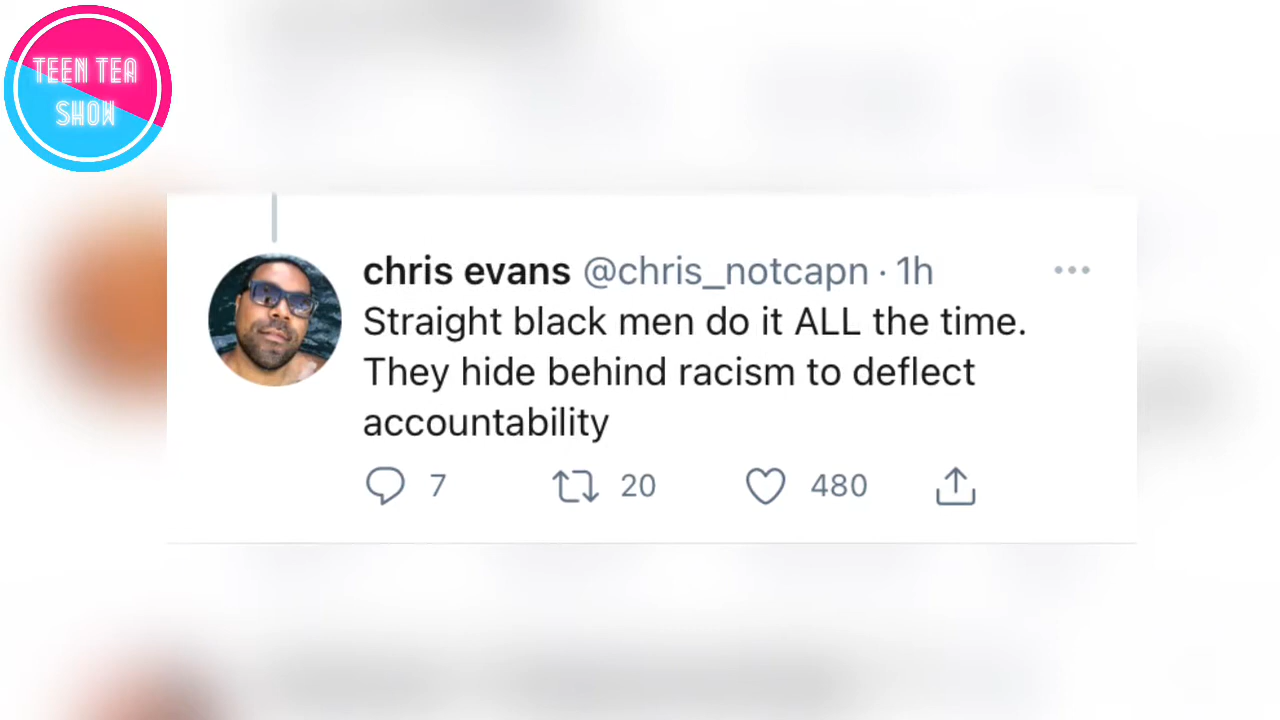 TEEN TEA
SHOW
chris evans @chris_notcapn · 1h
Straight black men do it ALL the time.
They hide behind racism to deflect
accountability
7 20 480